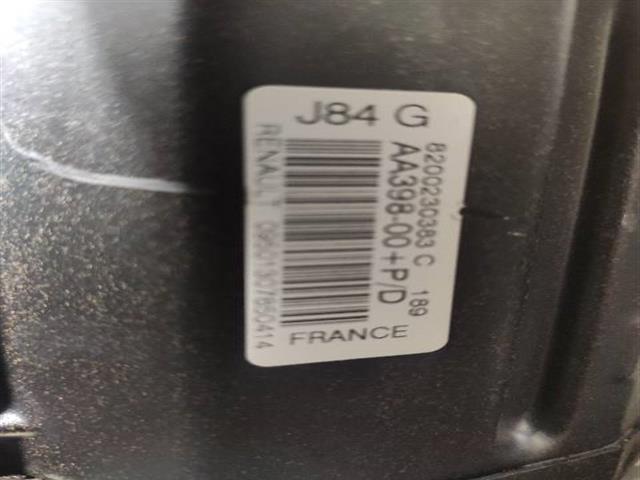 J84 G
8200230383 C 189
AA398-00+P/D
RENAULT
FRANCE